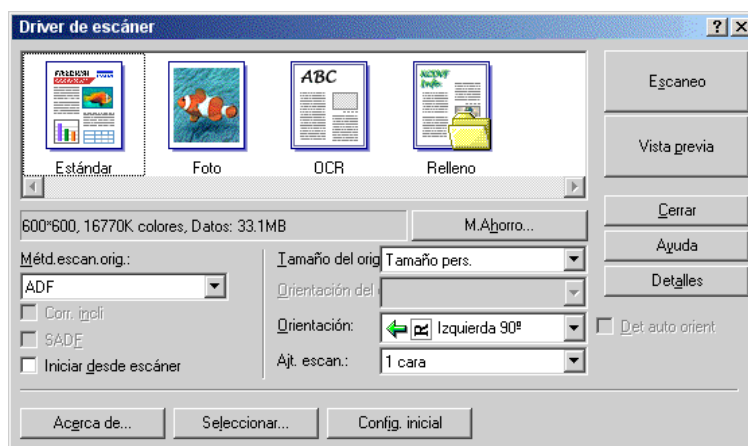 Driver de escáner
ABC
Estándar
Foto
OCR
Relleno
Escaneo
Vista previa
600*600, 16770K colores, Datos: 33.1MB
M.Ahorro...
Cerrar
Ayuda
Detalles
Métd.escan.orig.:
ADF
Corr. incli
SADF
Iniciar desde escáner
Tamaño del orig
Tamaño pers.
Orientación del
Orientación:
R Izquierda 90º
Det auto orient
Ajt. escan.:
1 cara
Acerca de...
Seleccionar...
Config. inicial